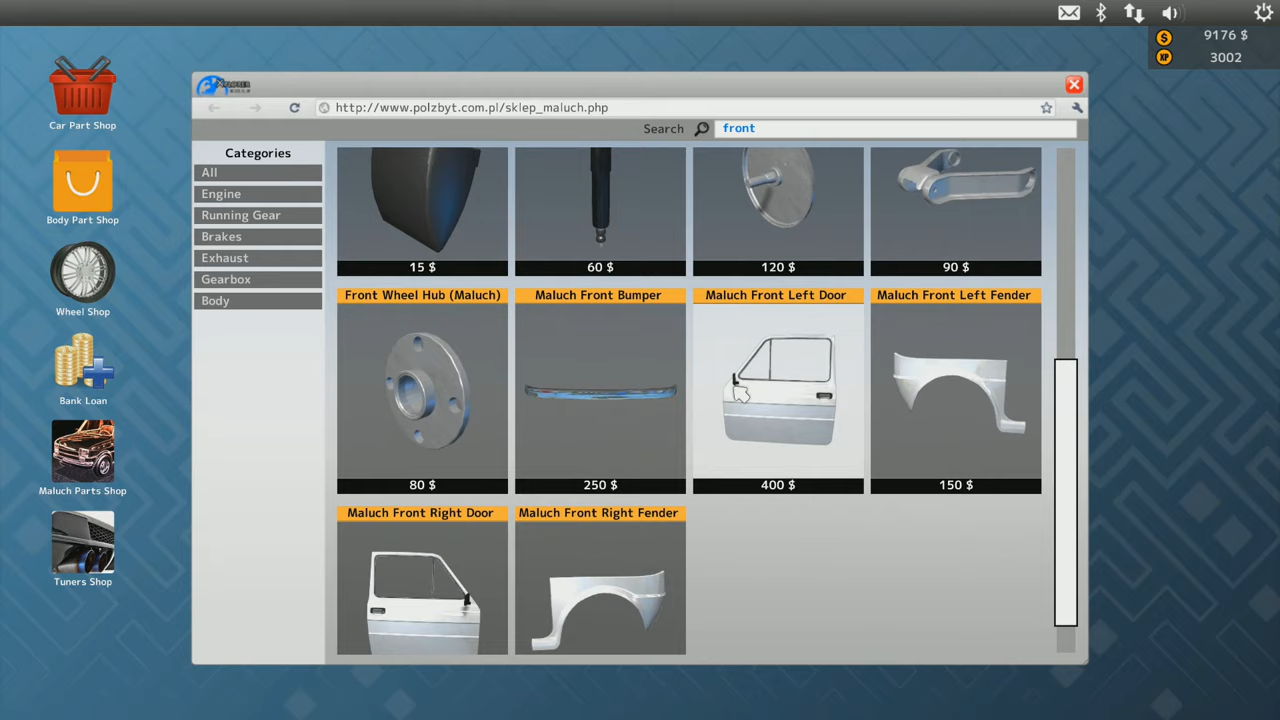 9176 $
3002
Car Part Shop
Body Part Shop
Wheel Shop
Bank Loan
Maluch Parts Shop
Tuners Shop
http://www.polzbyt.com.pl/sklep_maluch.php
Search
front
Categories
All
Engine
Running Gear
Brakes
Exhaust
Gearbox
Body
15 $
60 $
120 $
90 $
Front Wheel Hub (Maluch)
Maluch Front Bumper
Maluch Front Left Door
Maluch Front Left Fender
80 $
250 $
400 $
150 $
Maluch Front Right Door
Maluch Front Right Fender
$
XP